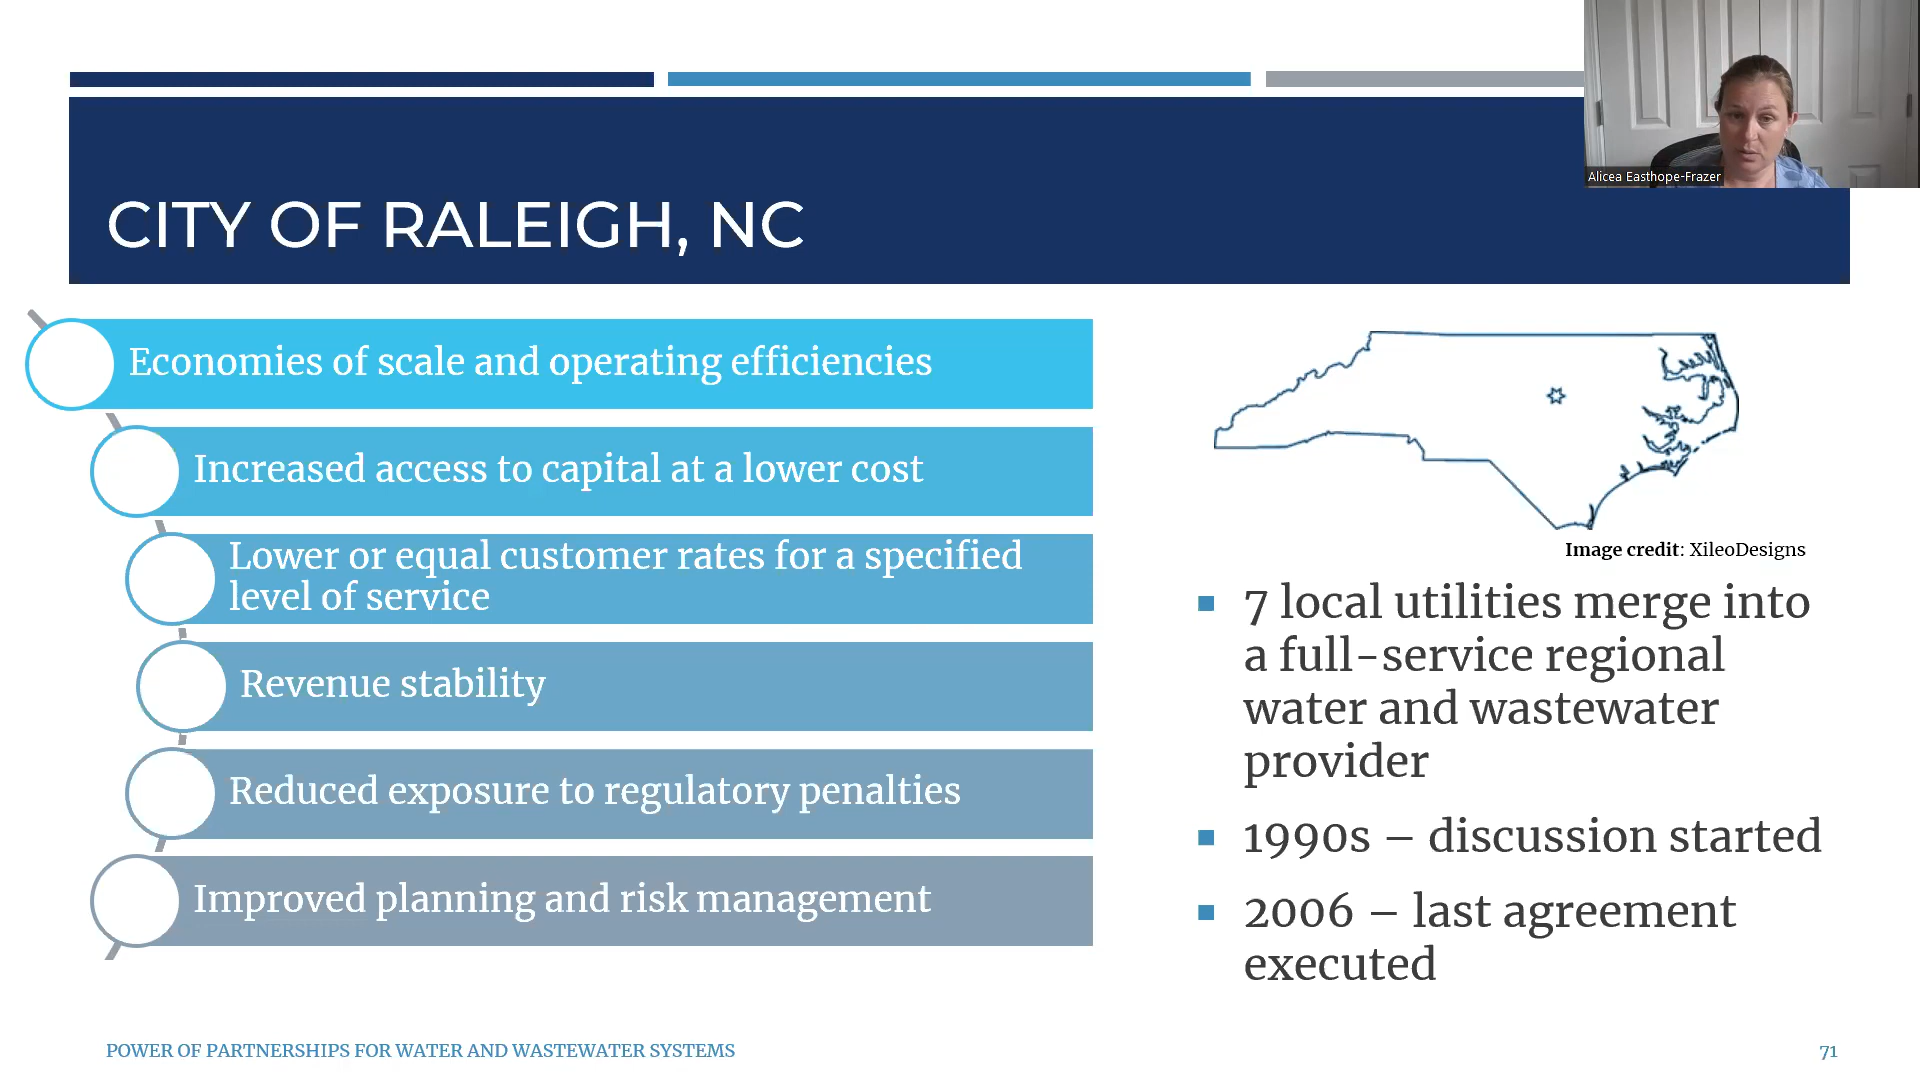 Alicea Easthope-Frazer
CITY OF RALEIGH, NC
Economies of scale and operating efficiencies
Increased access to capital at a lower cost
Lower or equal customer rates for a specified
level of service
Revenue stability
Reduced exposure to regulatory penalties
Improved planning and risk management
Image credit: XileoDesigns
7 local utilities merge into
a full-service regional
water and wastewater
provider
1990s – discussion started
2006 – last agreement
executed
POWER OF PARTNERSHIPS FOR WATER AND WASTEWATER SYSTEMS
71